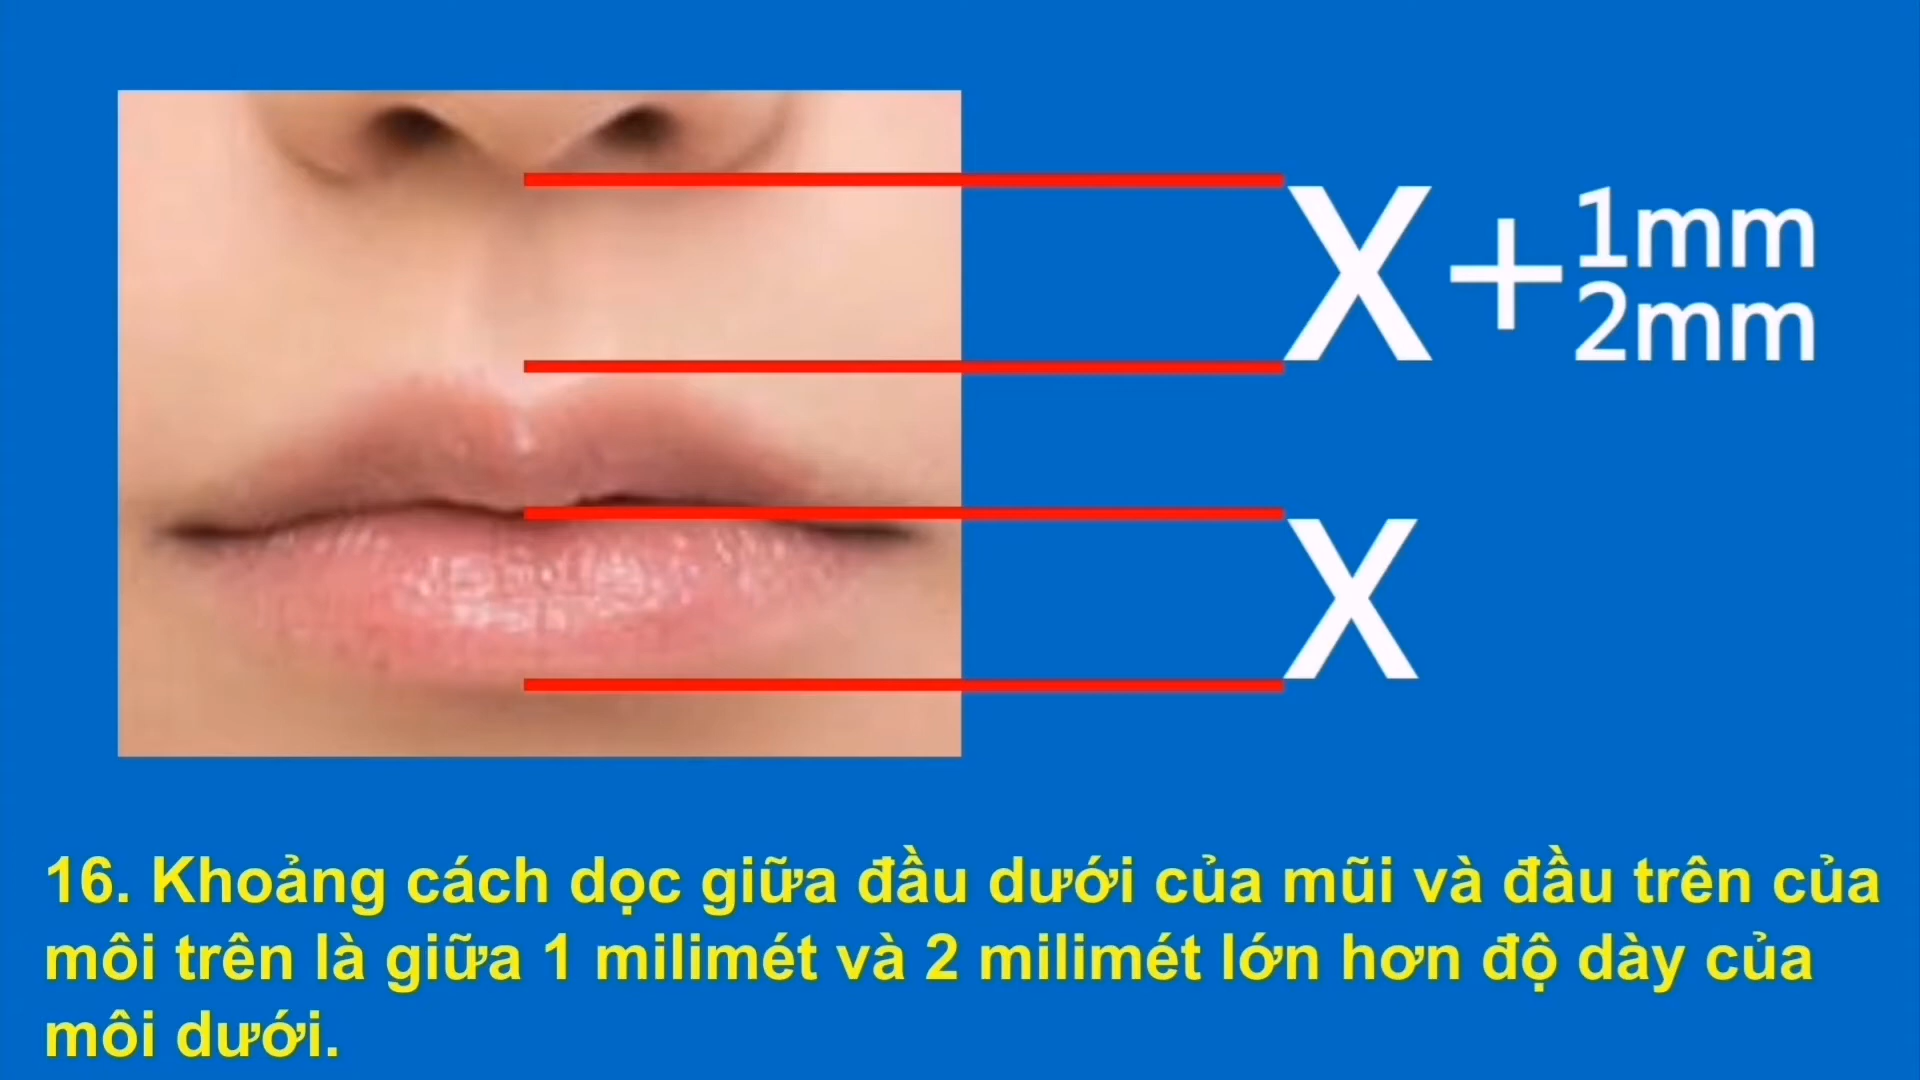 X + 1mm
2mm
X
16. Khoảng cách dọc giữa đầu dưới của mũi và đầu trên của
môi trên là giữa 1 milimét và 2 milimét lớn hơn độ dày của
môi dưới.